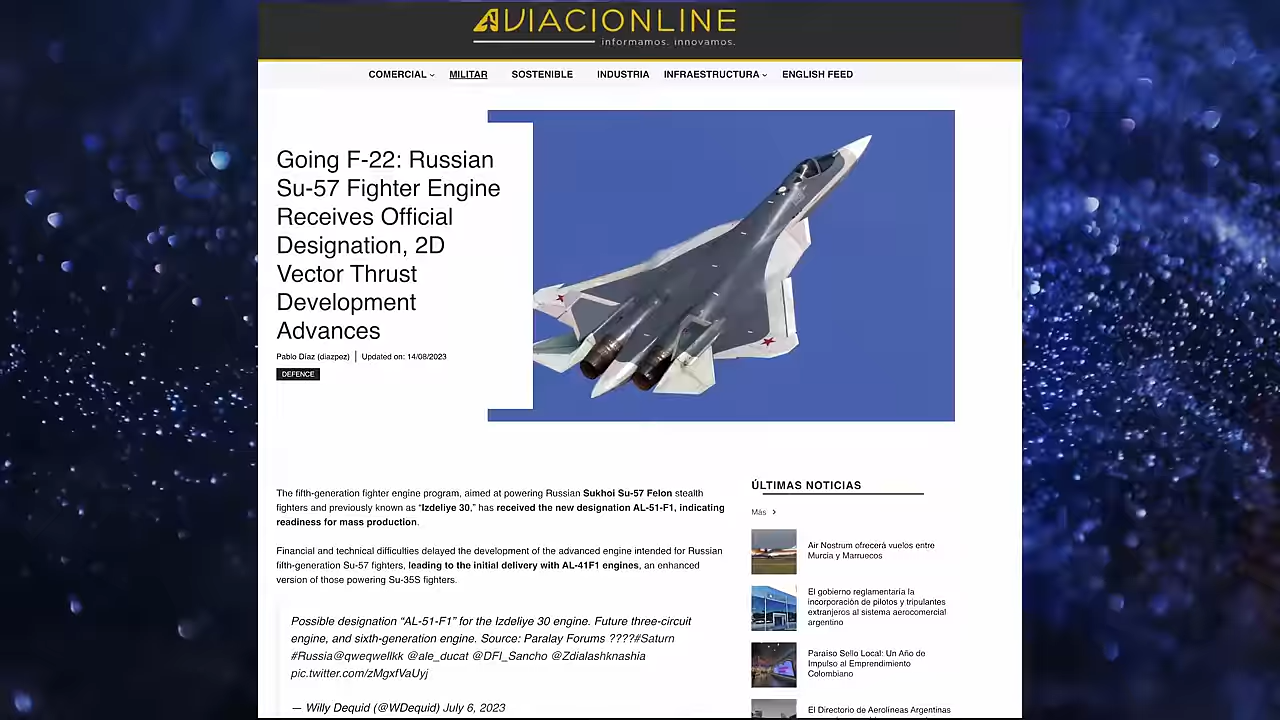 AVIACIONLINE
informamos. innovamos.
COMERCIAL MILITAR SOSTENIBLE INDUSTRIA INFRAESTRUCTURA ENGLISH FEED
Going F-22: Russian
Su-57 Fighter Engine
Receives Official
Designation, 2D
Vector Thrust
Development
Advances
Pablo Díaz (diazpez) | Updated on: 14/08/2023
DEFENCE
The fifth-generation fighter engine program, aimed at powering Russian Sukhoi Su-57 Felon stealth
fighters and previously known as “Izdeliye 30,” has received the new designation AL-51-F1, indicating
readiness for mass production.
Financial and technical difficulties delayed the development of the advanced engine intended for Russian
fifth-generation Su-57 fighters, leading to the initial delivery with AL-41F1 engines, an enhanced
version of those powering Su-35S fighters.
Possible designation “AL-51-F1” for the Izdeliye 30 engine. Future three-circuit
engine, and sixth-generation engine. Source: Paralay Forums ????#Saturn
#Russia@qweqwellkk @ale_ducat @DFI_Sancho @Zdialashknashia
pic.twitter.com/zMgxfVaUyj
— Willy Dequid (@WDequid) July 6, 2023
ÚLTIMAS NOTICIAS
Más
Air Nostrum ofrecerá vuelos entre
Murcia y Marruecos
El gobierno reglamentaría la
incorporación de pilotos y tripulantes
extranjeros al sistema aerocomercial
argentino
Paraíso Sello Local: Un Año de
Impulso al Emprendimiento
Colombiano
El Directorio de Aerolíneas Argentinas